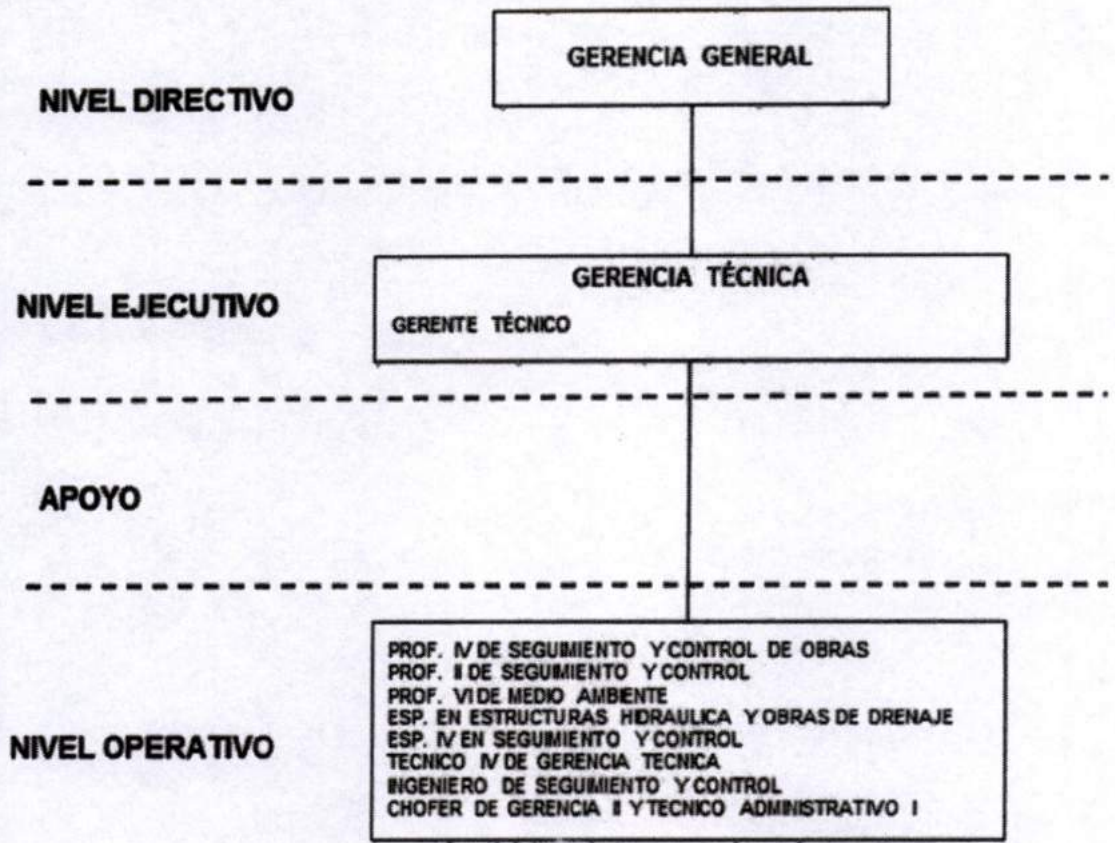 GERENCIA GENERAL
NIVEL DIRECTIVO
GERENCIA TÉCNICA
NIVEL EJECUTIVO
GERENTE TÉCNICO
APOYO
PROF. IV DE SEGUIMIENTO Y CONTROL DE OBRAS
PROF. II DE SEGUIMIENTO Y CONTROL
PROF. VI DE MEDIO AMBIENTE
ESP. EN ESTRUCTURAS HIDRAULICA Y OBRAS DE DRENAJE
NIVEL OPERATIVO
ESP. IV EN SEGUIMIENTO Y CONTROL
TECNICO IV DE GERENCIA TECNICA
INGENIERO DE SEGUIMIENTO Y CONTROL
CHOFER DE GERENCIA II Y TECNICO ADMINISTRATIVO I